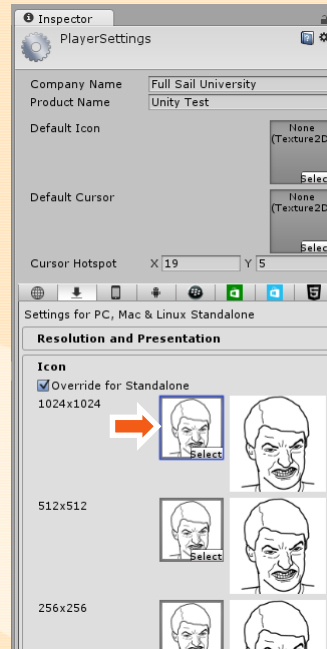 Inspector
PlayerSettings
Company Name Full Sail University
Product Name Unity Test
Default Icon
None
(Texture2D
Selec
Default Cursor
None
(Texture2D
Selec
Cursor Hotspot X 19 Y 5
Settings for PC, Mac & Linux Standalone
Resolution and Presentation
Icon
Override for Standalone
1024x1024
Select
512x512
Select
256x256